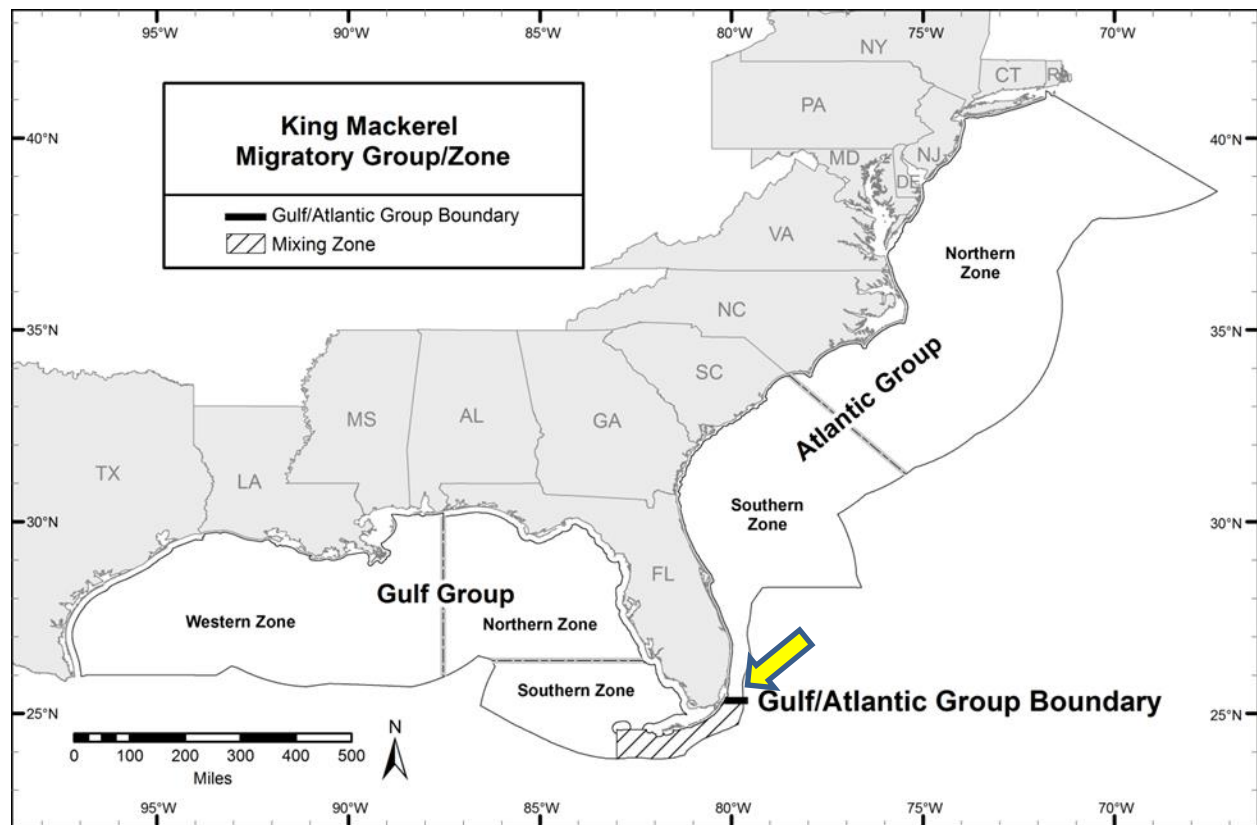 95°W 90°W 85°W 80°W 75°W 70°W
NY
CT RI
PA
King Mackerel
Migratory Group/Zone
40°N 40°N
MD NJ
DE
Gulf/Atlantic Group Boundary
Mixing Zone
VA
Northern
Zone
NC
35°N 35°N
SC
Atlantic Group
MS AL GA
TX LA
Southern
Zone
30°N 30°N
FL
Gulf Group
Western Zone Northern Zone
Southern Zone
Gulf/Atlantic Group Boundary
25°N 25°N
N
0 100 200 300 400 500
Miles
95°W 90°W 85°W 80°W 75°W 70°W